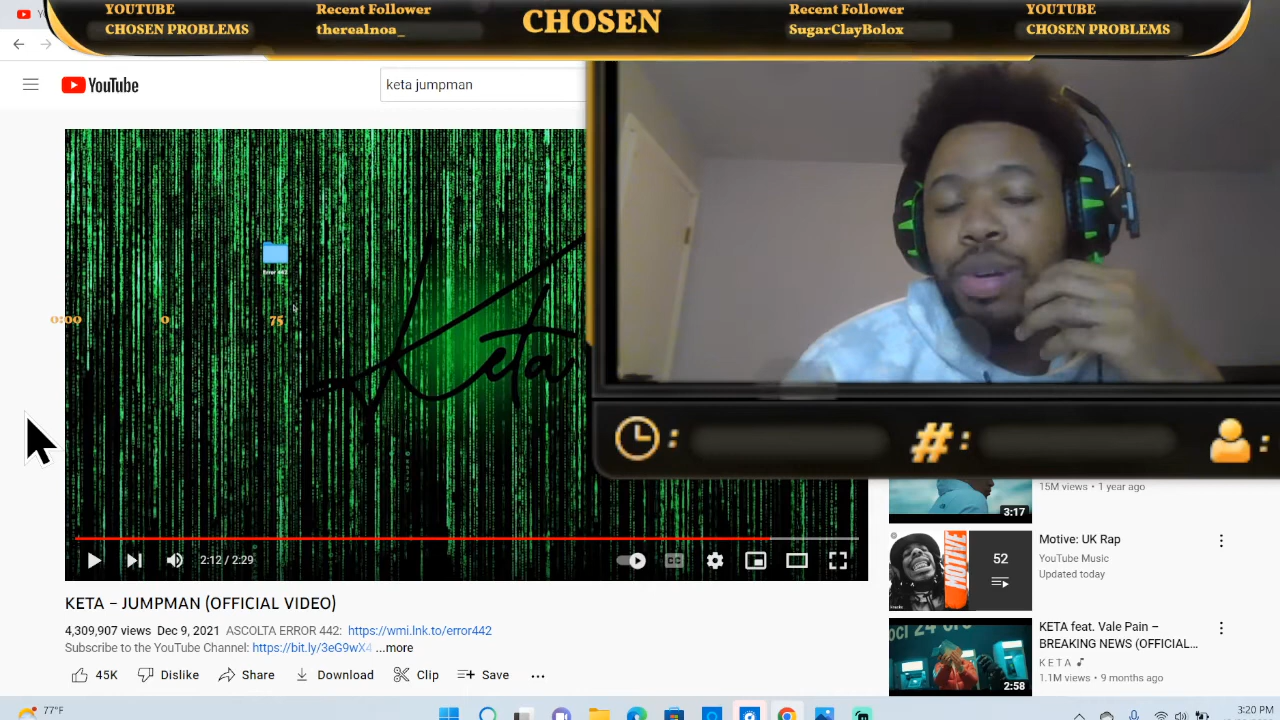 YOUTUBE
CHOSEN PROBLEMS
Recent Follower
therealnoa_
CHOSEN
Recent Follower
SugarClayBolox
YOUTUBE
CHOSEN PROBLEMS
YouTube
keta jumpman
Error 442
0:00
0
75
Keta
:
# :
:
2:12 / 2:29
CC
KETA - JUMPMAN (OFFICIAL VIDEO)
4,309,907 views Dec 9, 2021 ASCOLTA ERROR 442: https://wmi.lnk.to/error442
Subscribe to the YouTube Channel: https://bit.ly/3eG9wX4 ...more
45K
Dislike
Share
Download
Clip
Save
15M views • 1 year ago
3:17
MOTIVE
52
Motive: UK Rap
YouTube Music
Updated today
2:58
KETA feat. Vale Pain –
BREAKING NEWS (OFFICIAL...
K E T A
1.1M views • 9 months ago
77°F
3:20 PM